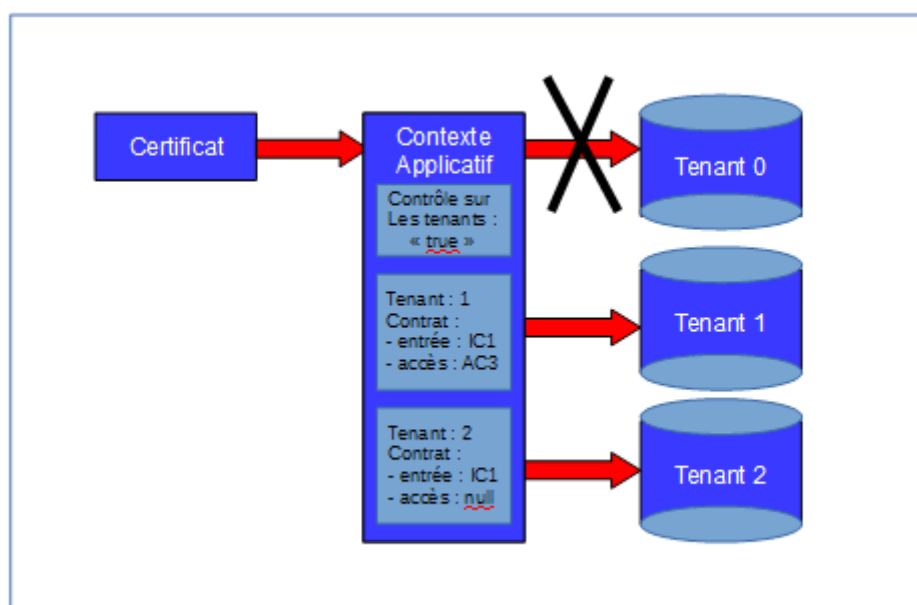 Certificat
Contexte
Applicatif
Contrôle sur
Les tenants :
« true »
Tenant : 1
Contrat :
- entrée : IC1
- accès : AC3
Tenant : 2
Contrat :
- entrée : IC1
- accès : null
Tenant 0
Tenant 1
Tenant 2